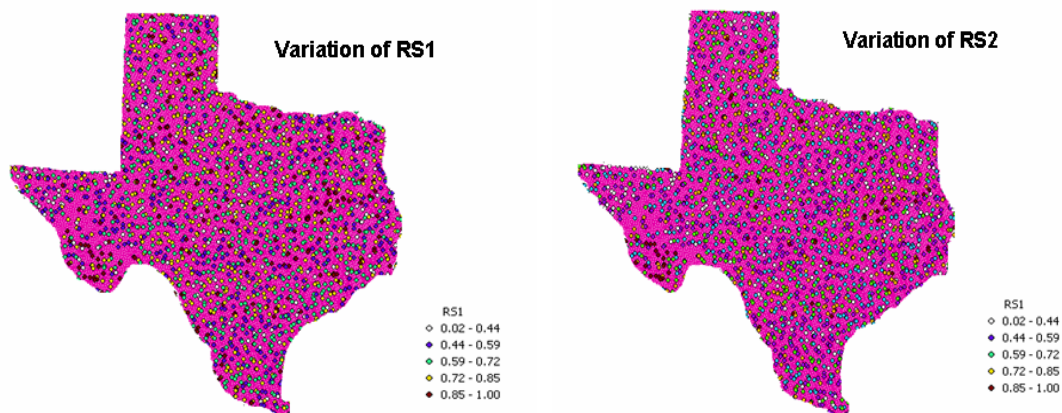 Variation of RS1
RS1
0.02 - 0.44
0.44 - 0.59
0.59 - 0.72
0.72 - 0.85
0.85 - 1.00
Variation of RS2
RS1
0.02 - 0.44
0.44 - 0.59
0.59 - 0.72
0.72 - 0.85
0.85 - 1.00